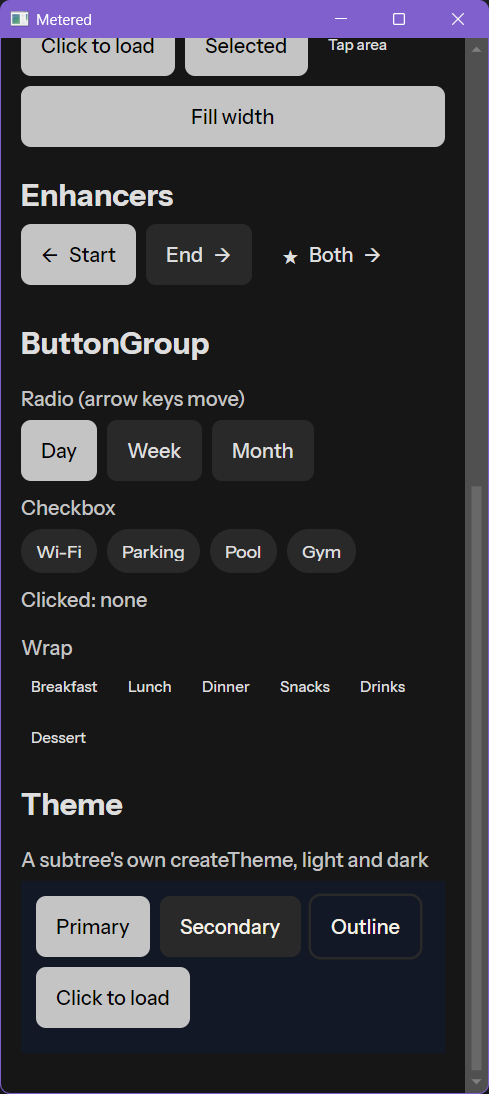 Metered
Click to load Selected Tap area
Fill width
Enhancers
← Start End → ★ Both →
ButtonGroup
Radio (arrow keys move)
Day Week Month
Checkbox
Wi-Fi Parking Pool Gym
Clicked: none
Wrap
Breakfast Lunch Dinner Snacks Drinks
Dessert
Theme
A subtree's own createTheme, light and dark
Primary Secondary Outline
Click to load